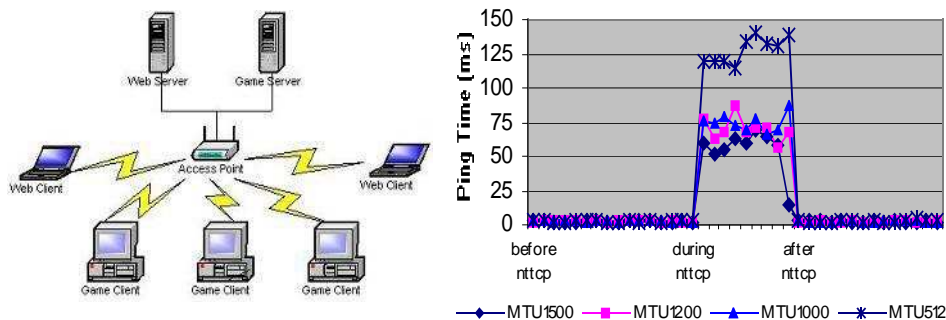 Web Server
Game Server
Access Point
Web Client
Web Client
Game Client
Game Client
Game Client
Ping Time (ms)
150
125
100
75
50
25
0
before nttcp
during nttcp
after nttcp
MTU1500
MTU1200
MTU1000
MTU512